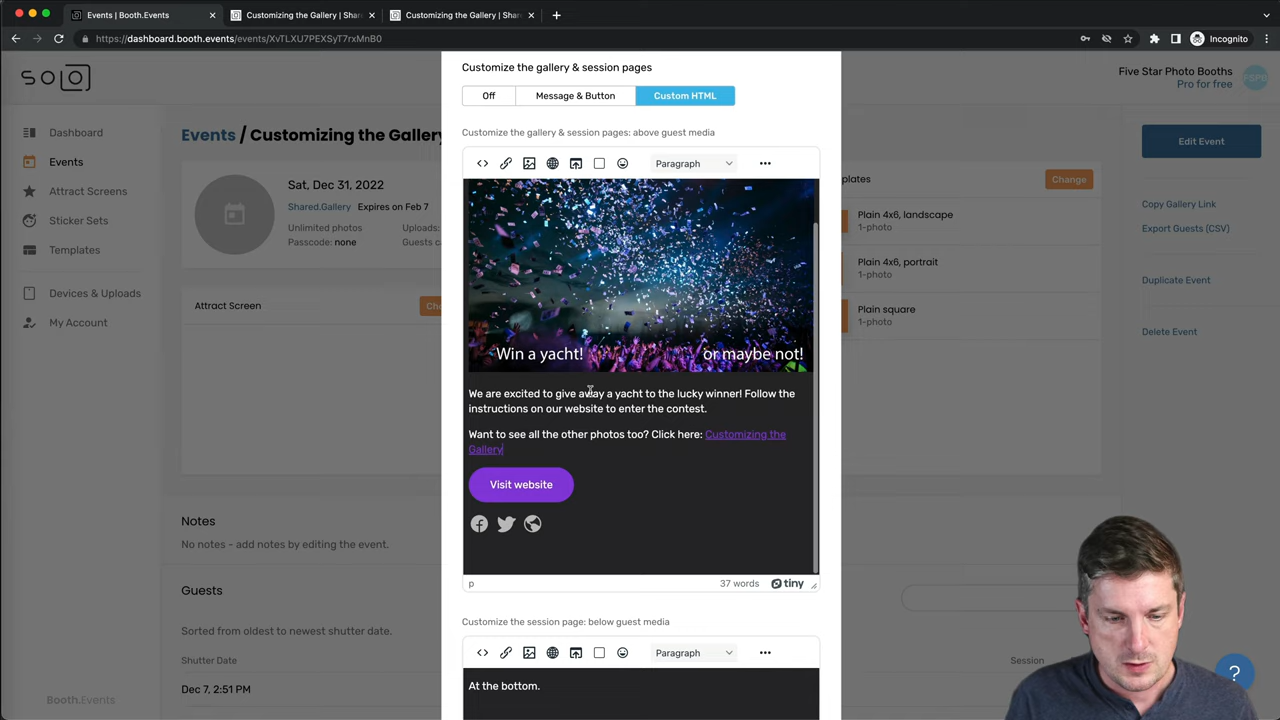 Events | Booth.Events
Customizing the Gallery | Shar
Customizing the Gallery | Shar
https://dashboard.booth.events/events/XvTLXU7PEXSyT7rxMnB0
Incognito
SOLO
Five Star Photo Booths
Pro for free
FSPB
Dashboard
Events
Attract Screens
Sticker Sets
Templates
Devices & Uploads
My Account
Booth.Events
Events / Customizing the Gallery
Sat, Dec 31, 2022
Shared.Gallery Expires on Feb 7
Unlimited photos
Uploads:
Passcode: none
Guests ca
Attract Screen
Notes
No notes - add notes by editing the event.
Guests
Sorted from oldest to newest shutter date.
Shutter Date
Session
Dec 7, 2:51 PM
Customize the gallery & session pages
Off
Message & Button
Custom HTML
Customize the gallery & session pages: above guest media
Paragraph
Win a yacht!
or maybe not!
We are excited to give away a yacht to the lucky winner! Follow the
instructions on our website to enter the contest.
Want to see all the other photos too? Click here: Customizing the
Gallery
Visit website
p
37 words
tiny
Customize the session page: below guest media
Paragraph
At the bottom.
plates
Change
Plain 4x6, landscape
1-photo
Plain 4x6, portrait
1-photo
Plain square
1-photo
Edit Event
Copy Gallery Link
Export Guests (CSV)
Duplicate Event
Delete Event
?